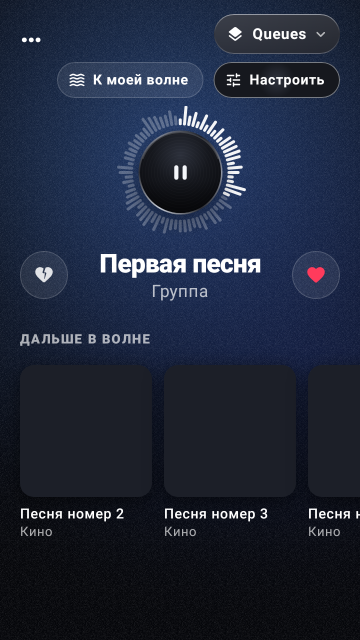 Queues
К моей волне
Настроить
Первая песня
Группа
ДАЛЬШЕ В ВОЛНЕ
Песня номер 2
Песня номер 3
Песня
Кино
Кино
Кино